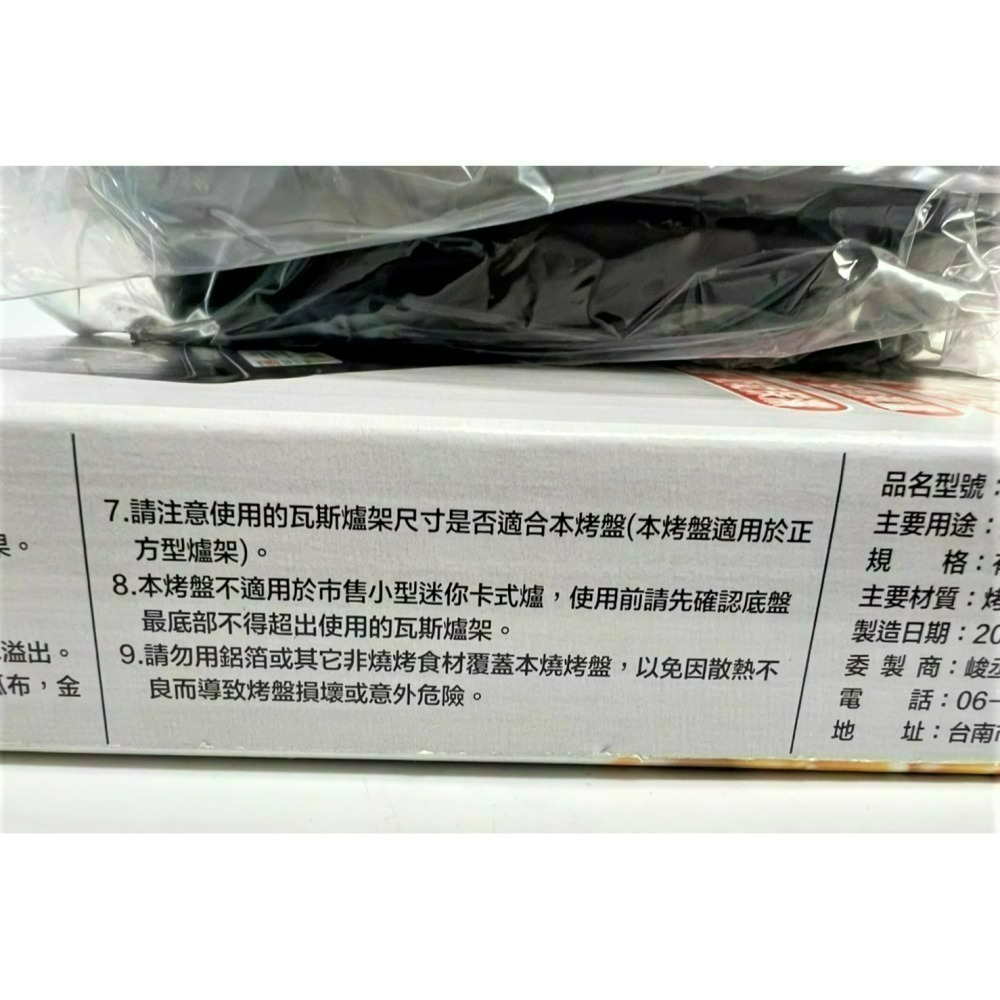 溢出。
布，金
7.請注意使用的瓦斯爐架尺寸是否適合本烤盤(本烤盤適用於正
方型爐架)。
8.本烤盤不適用於市售小型迷你卡式爐，使用前請先確認底盤
最底部不得超出使用的瓦斯爐架。
9.請勿用鋁箔或其它非燒烤食材覆蓋本燒烤盤，以免因散熱不
良而導致烤盤損壞或意外危險。
品名型號：
主要用途：
規　格：
主要材質：烤
製造日期：20
委製商：峻丞
電　話：06-
地　址：台南市